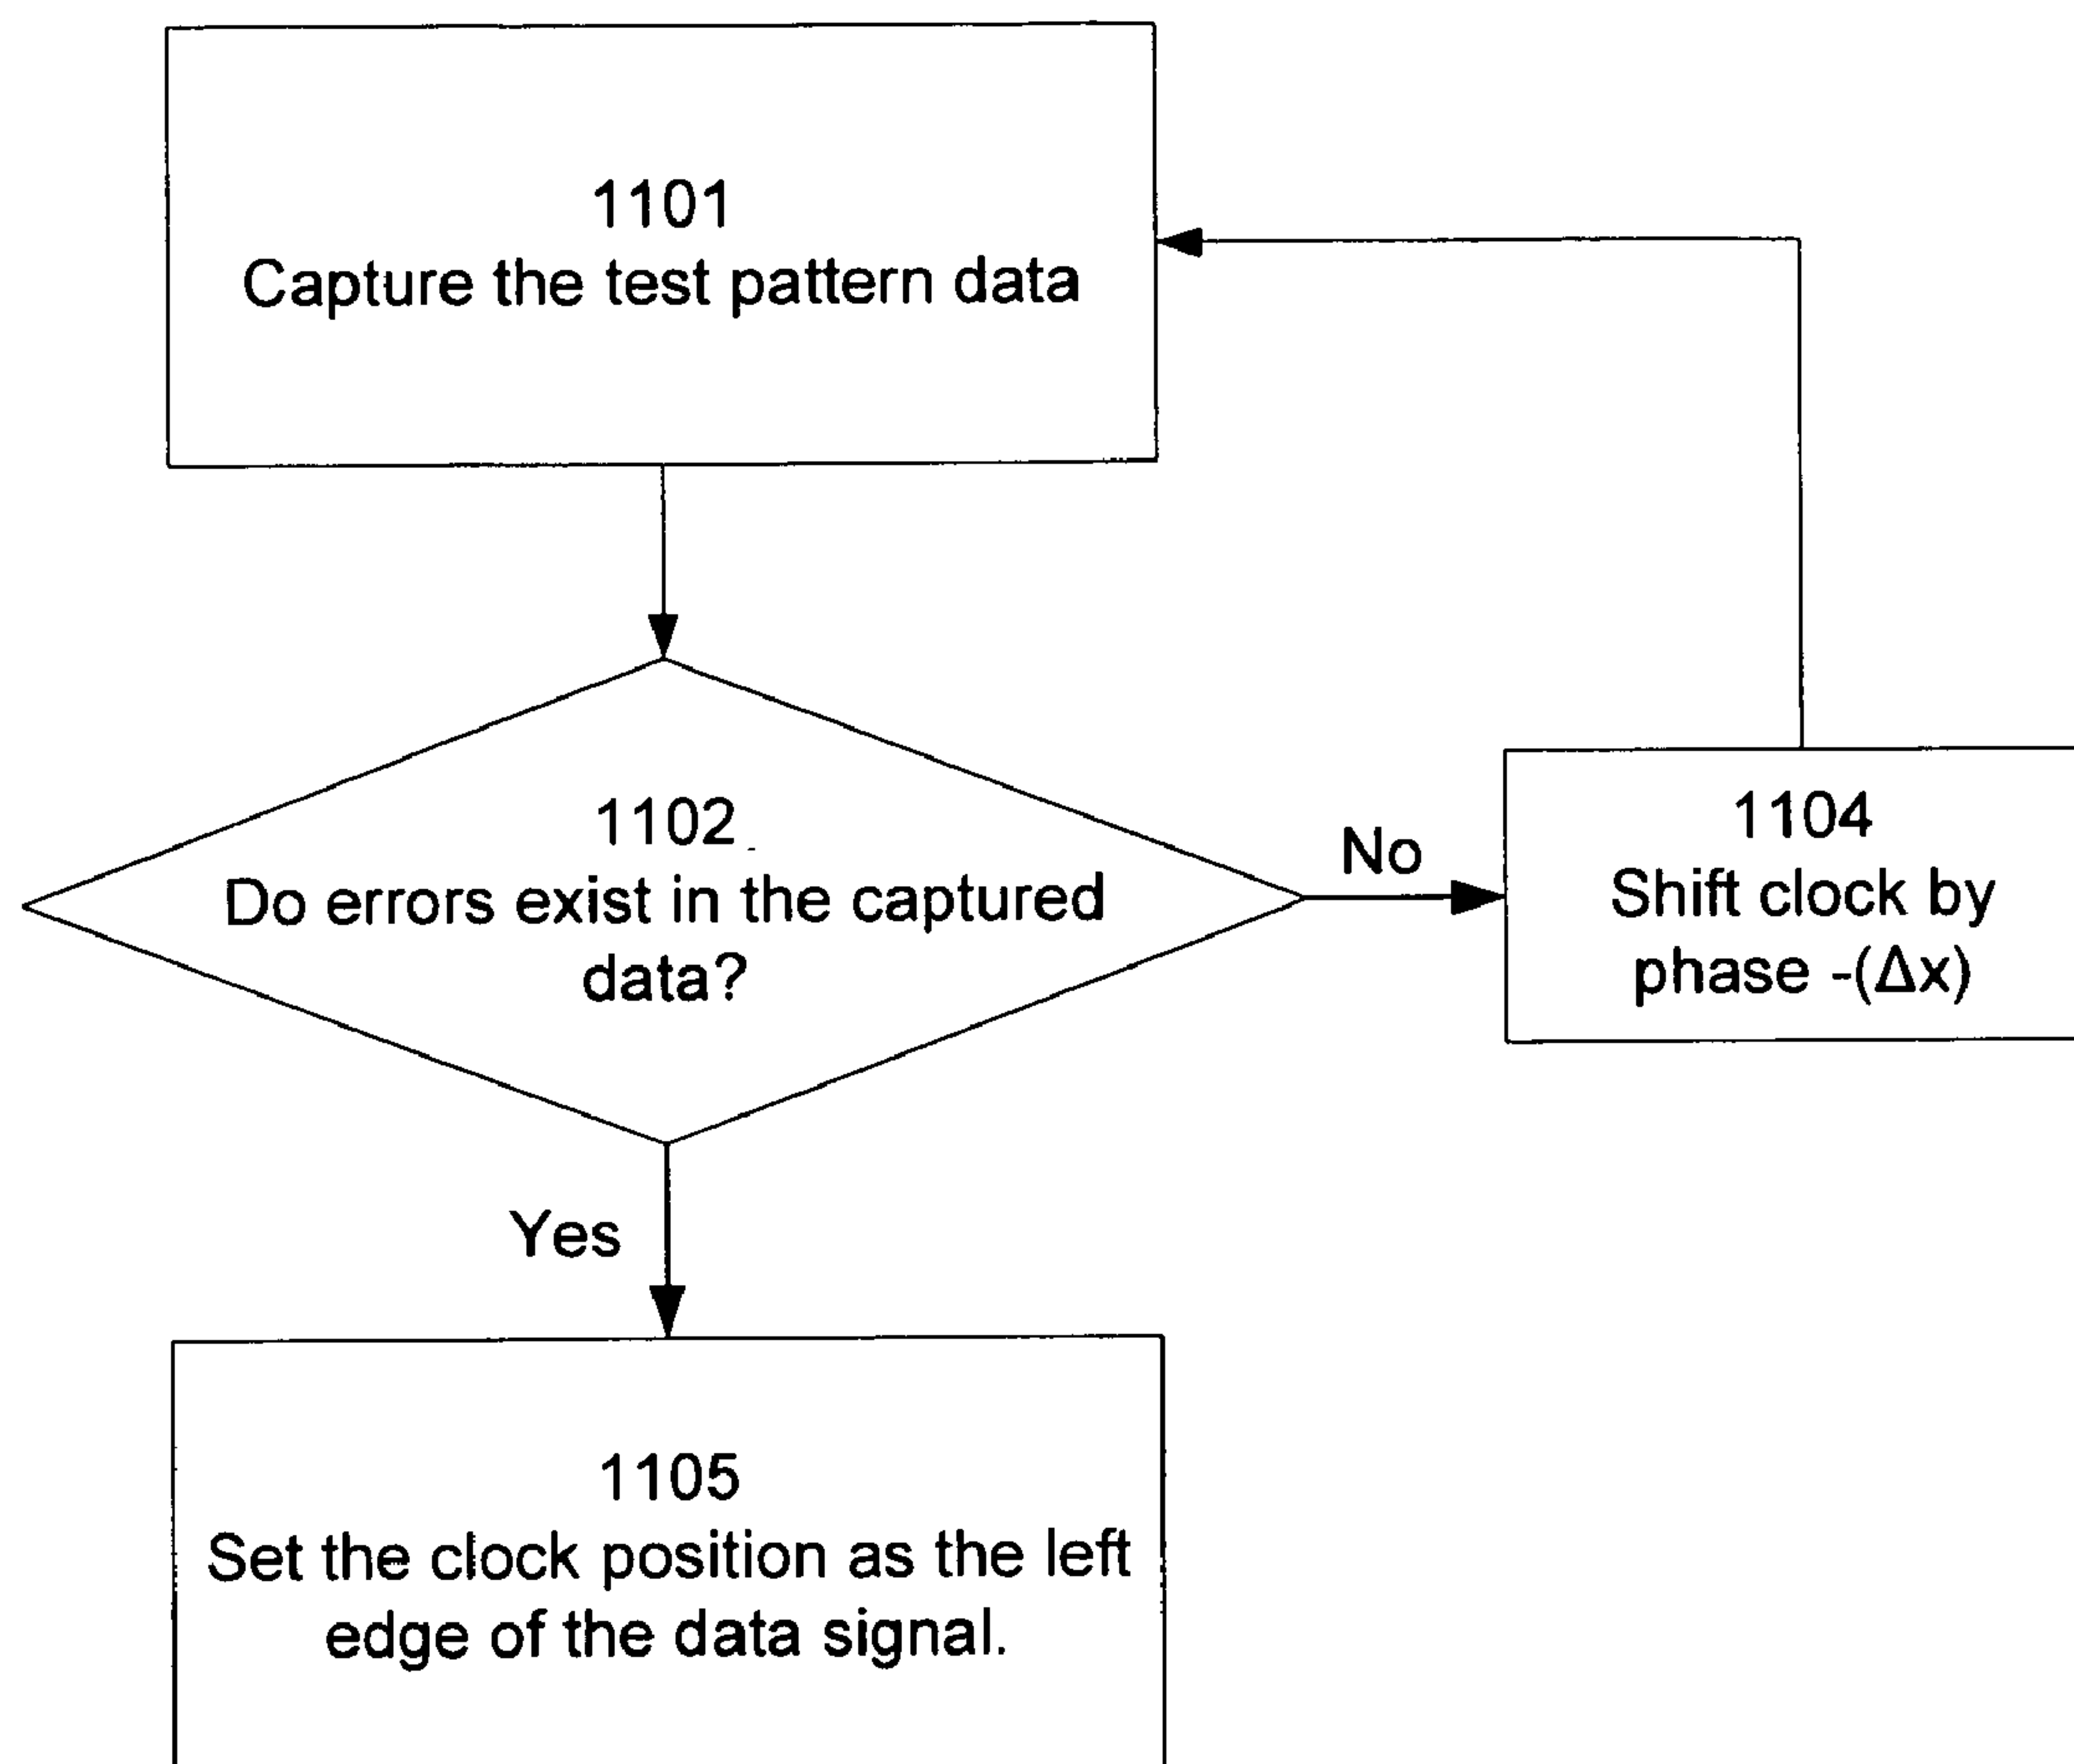 1101
Capture the test pattern data
1102
Do errors exist in the captured
data?
No
1104
Shift clock by
phase -(Δx)
Yes
1105
Set the clock position as the left
edge of the data signal.